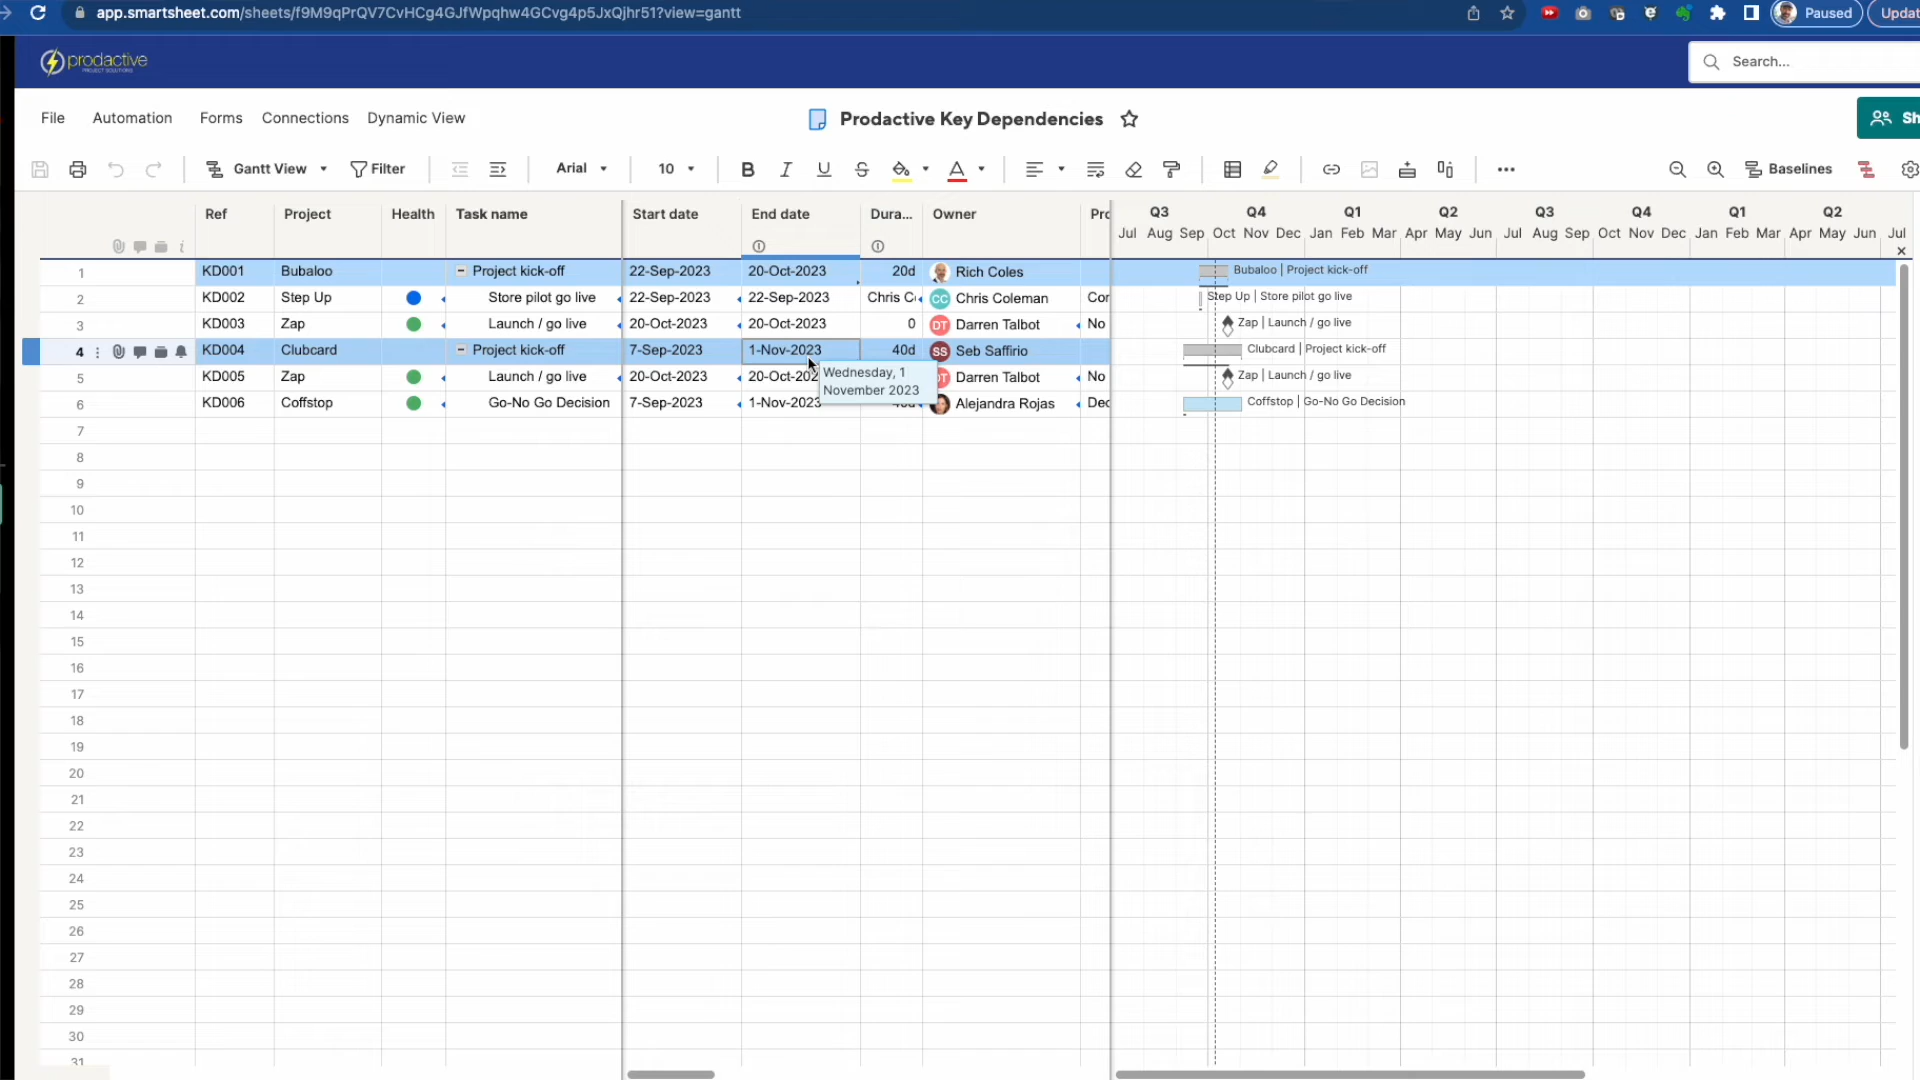 app.smartsheet.com/sheets/f9M9qPrQV7CvHCg4GJfWpqhw4GCvg4p5JxQjhr51?view=gantt
Paused
Updat
prodactive
PROJECT SOLUTIONS
Search...
File Automation Forms Connections Dynamic View
Prodactive Key Dependencies
Sh
Gantt View Filter Arial 10 B I U S A Baselines
Ref Project Health Task name Start date End date Dura... Owner Pro
Q3 Q4 Q1 Q2 Q3 Q4 Q1 Q2
Jul Aug Sep Oct Nov Dec Jan Feb Mar Apr May Jun Jul Aug Sep Oct Nov Dec Jan Feb Mar Apr May Jun Jul
1 KD001 Bubaloo Project kick-off 22-Sep-2023 20-Oct-2023 20d Rich Coles Bubaloo | Project kick-off
2 KD002 Step Up Store pilot go live 22-Sep-2023 22-Sep-2023 Chris C CC Chris Coleman Cor Step Up | Store pilot go live
3 KD003 Zap Launch / go live 20-Oct-2023 20-Oct-2023 0 DT Darren Talbot No Zap | Launch / go live
4 KD004 Clubcard Project kick-off 7-Sep-2023 1-Nov-2023 40d SS Seb Saffirio Clubcard | Project kick-off
5 KD005 Zap Launch / go live 20-Oct-2023 20-Oct-202 DT Darren Talbot No Zap | Launch / go live
Wednesday, 1
November 2023
6 KD006 Coffstop Go-No Go Decision 7-Sep-2023 1-Nov-2023 Alejandra Rojas Dec Coffstop | Go-No Go Decision
7
8
9
10
11
12
13
14
15
16
17
18
19
20
21
22
23
24
25
26
27
28
29
30
31